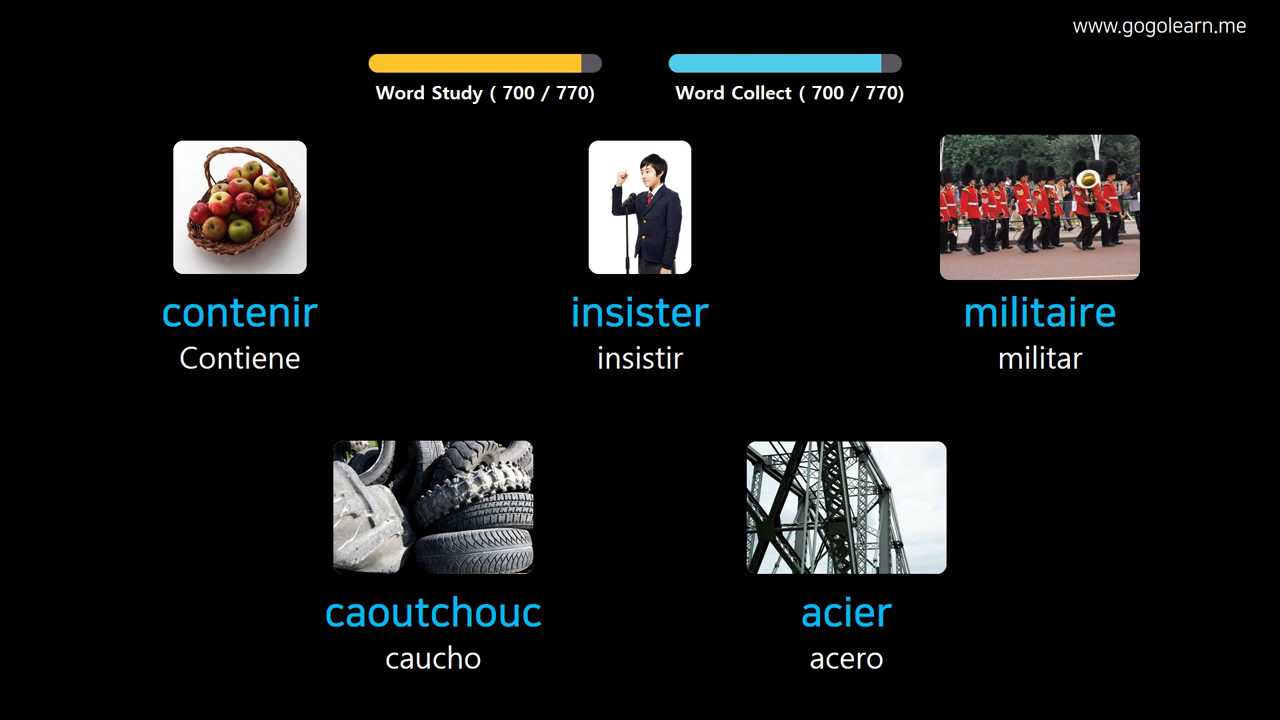 www.gogolearn.me
Word Study ( 700 / 770)
Word Collect ( 700 / 770)
contenir
Contiene
insister
insistir
militaire
militar
caoutchouc
caucho
acier
acero